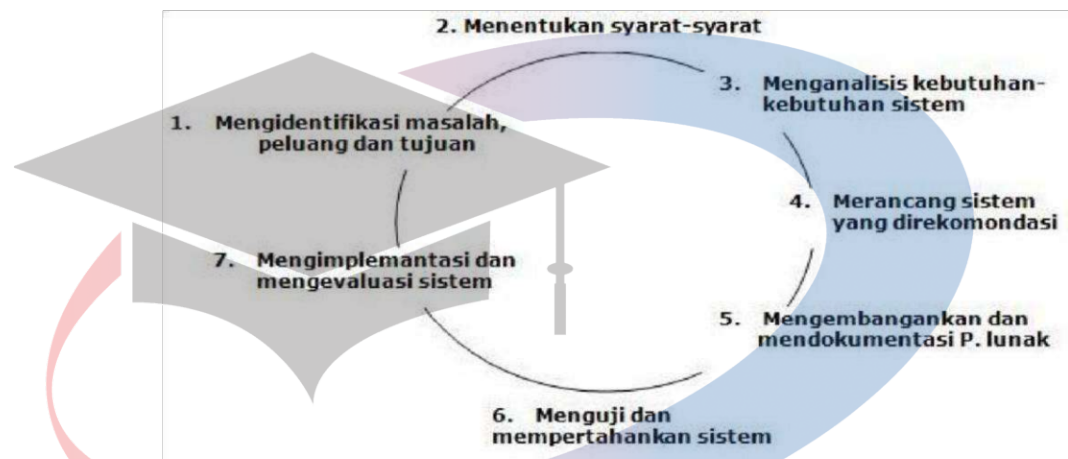 2. Menentukan syarat-syarat
3. Menganalisis kebutuhan-
kebutuhan sistem
1. Mengidentifikasi masalah,
peluang dan tujuan
4. Merancang sistem
yang direkomondasi
7. Mengimplemantasi dan
mengevaluasi sistem
5. Mengembangankan dan
mendokumentasi P. lunak
6. Menguji dan
mempertahankan sistem